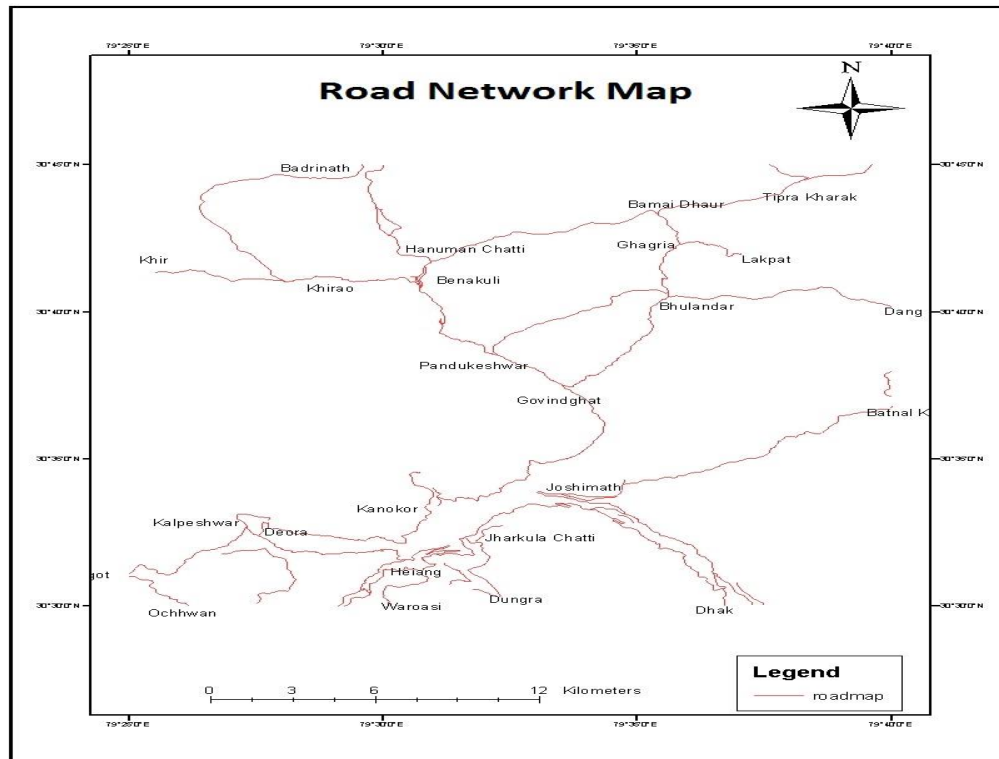 79°25'0"E 79°30'0"E 79°35'0"E 79°40'0"E
N
Road Network Map
30°45'0"N 30°45'0"N
Badrinath
Tipra Kharak
Bamai Dhaur
Hanuman Chatti
Ghagria
Khir
Lakpat
Benakuli
Khirao
Bhulandar
30°40'0"N Dang 30°40'0"N
Pandukeshwar
Govindghat
Batnal K
30°35'0"N 30°35'0"N
Joshimath
Kanokor
Kalpeshwar
Deora
Jharkula Chatti
Helang
got
Waroasi
Dungra
30°30'0"N 30°30'0"N
Ochhwan
Dhak
Legend
roadmap
0 3 6 12 Kilometers
79°25'0"E 79°30'0"E 79°35'0"E 79°40'0"E